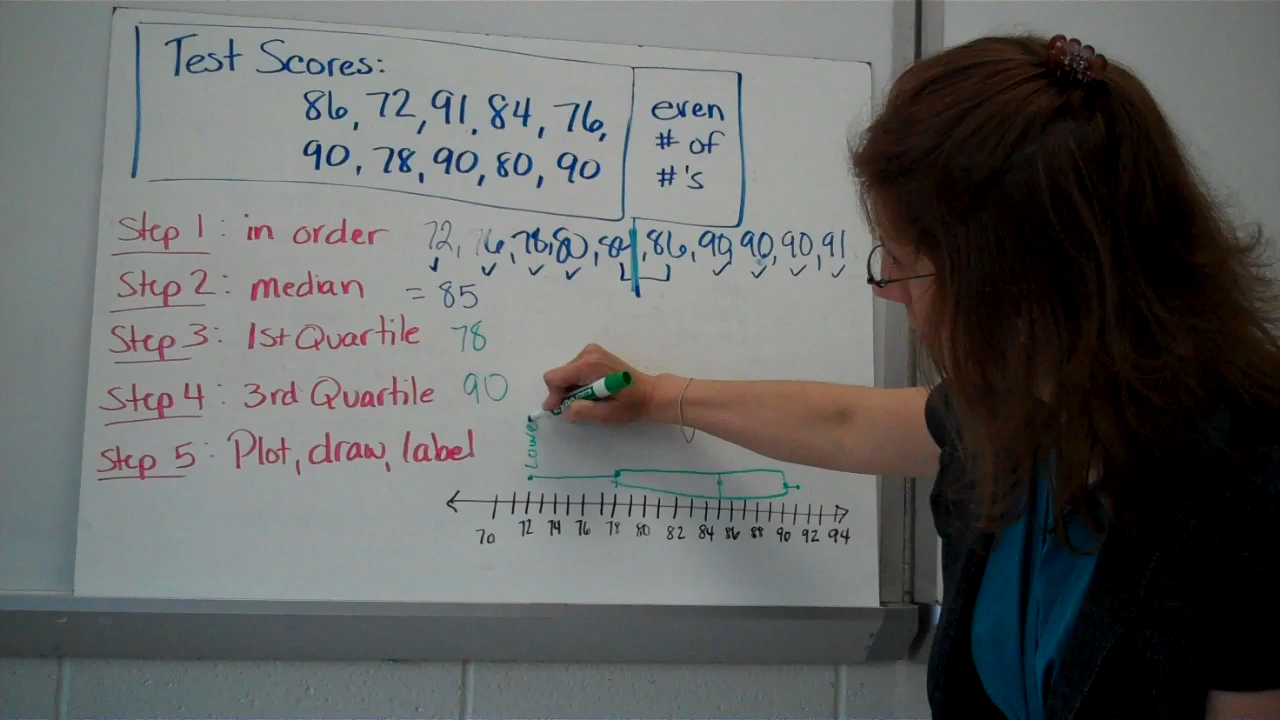 Test Scores:
86, 72, 91, 84, 76,
90, 78, 90, 80, 90
even
# of
#'s
Step 1: in order 72, 76, 78, 80, 84, 86, 90, 90, 90, 91
Step 2: median = 85
Step 3: 1st Quartile 78
Step 4: 3rd Quartile 90
Step 5: Plot, draw, label
Lowe
70 72 74 76 78 80 82 84 86 88 90 92 94